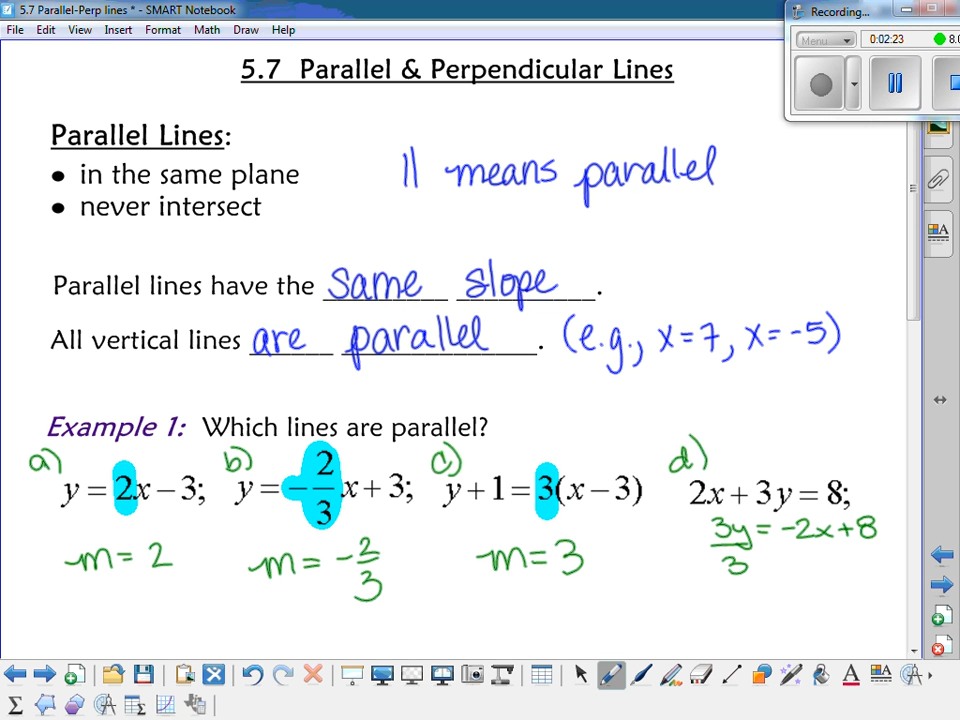 5.7 Parallel-Perp lines * - SMART Notebook
File Edit View Insert Format Math Draw Help
Recording...
Menu
0:02:23
8.0
5.7 Parallel & Perpendicular Lines
Parallel Lines:
• in the same plane
• never intersect
|| means parallel
Parallel lines have the same slope.
All vertical lines are parallel. (e.g., x=7, x=-5)
Example 1: Which lines are parallel?
a) y = 2x − 3; b) y = −2/3 x + 3; c) y + 1 = 3(x − 3) d) 2x + 3y = 8;
3y = -2x + 8
3
m = 2 m = -2/3 m = 3